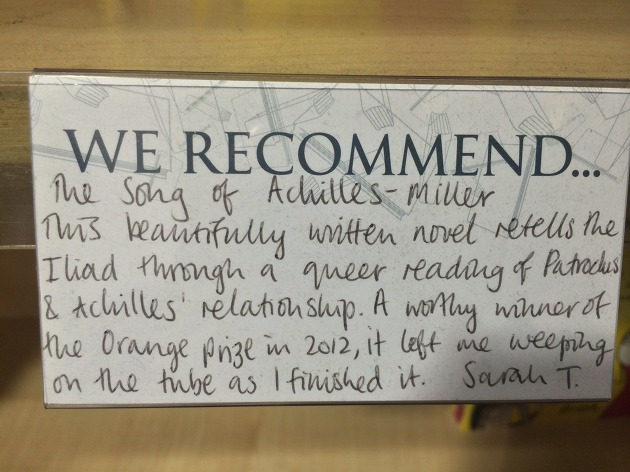 WE RECOMMEND...
The Song of Achilles - Miller
This beautifully written novel retells the
Iliad through a queer reading of Patroclus
& Achilles' relationship. A worthy winner of
the Orange prize in 2012, it left me weeping
on the tube as I finished it. Sarah T.